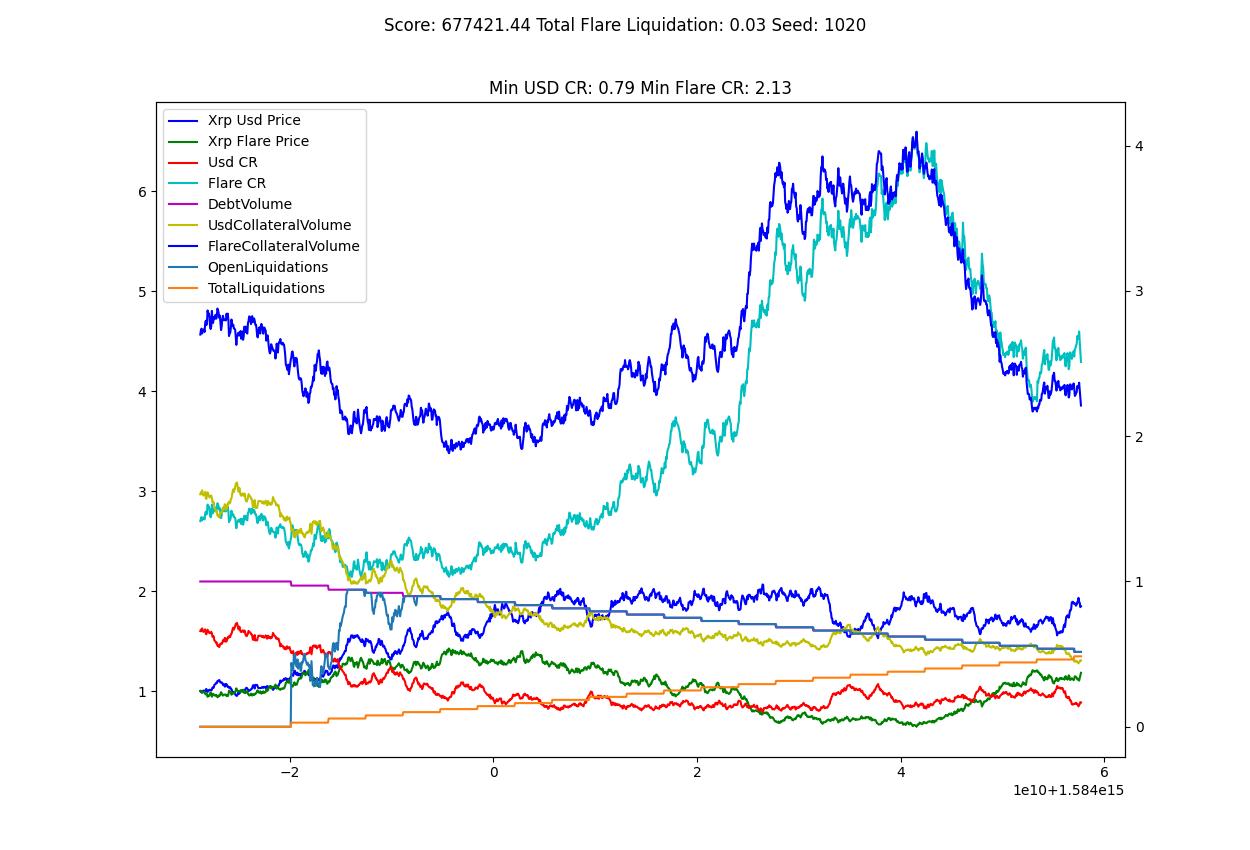 Score: 677421.44 Total Flare Liquidation: 0.03 Seed: 1020
Min USD CR: 0.79 Min Flare CR: 2.13
Xrp Usd Price
Xrp Flare Price
Usd CR
Flare CR
DebtVolume
UsdCollateralVolume
FlareCollateralVolume
OpenLiquidations
TotalLiquidations
6
5
4
3
2
1
4
3
2
1
0
−2
0
2
4
6
1e10+1.584e15